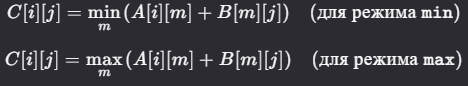 C[i][j] = min_m (A[i][m] + B[m][j]) (для режима min)
C[i][j] = max_m (A[i][m] + B[m][j]) (для режима max)